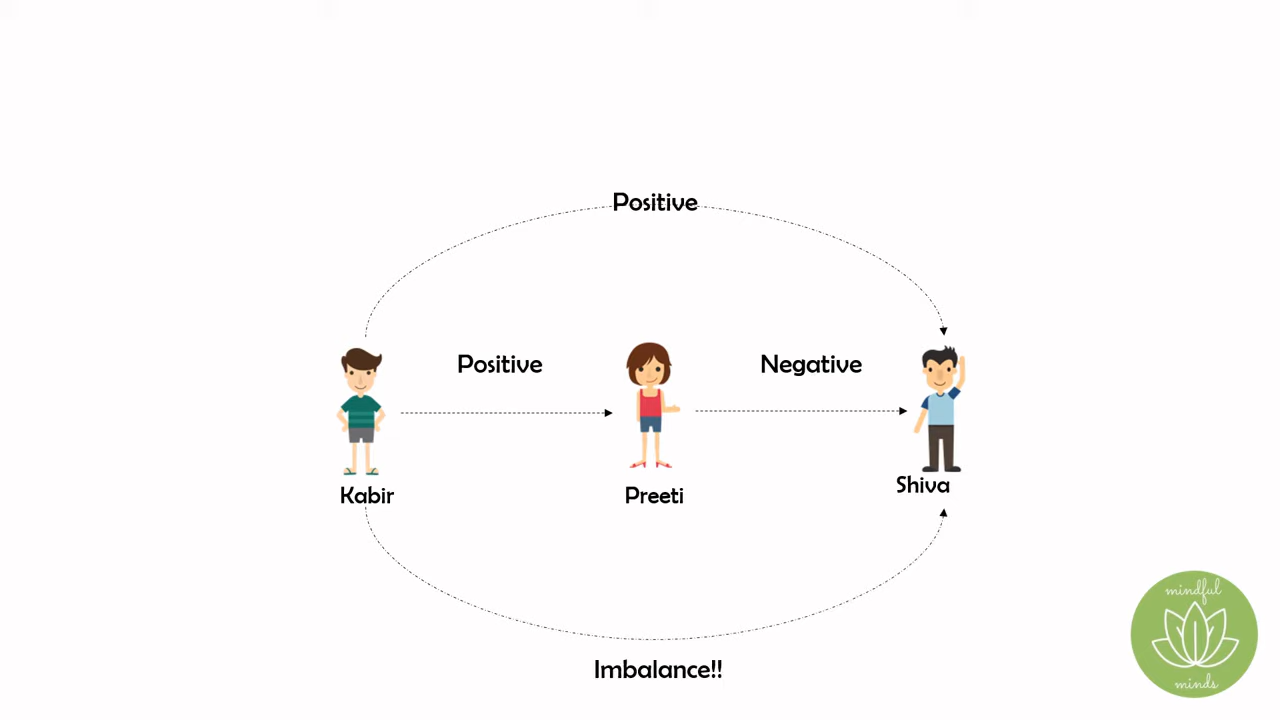 Positive
Positive
Negative
Kabir
Preeti
Shiva
Imbalance!!
mindful
minds